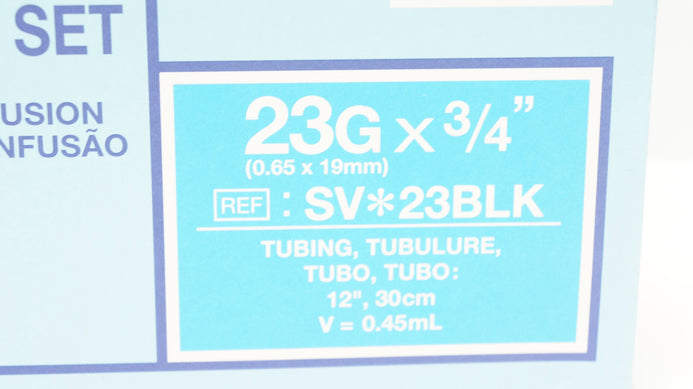 SET
USION
NFUSÃO
23G x 3/4”
(0.65 x 19mm)
REF : SV*23BLK
TUBING, TUBULURE,
TUBO, TUBO:
12", 30cm
V = 0.45mL